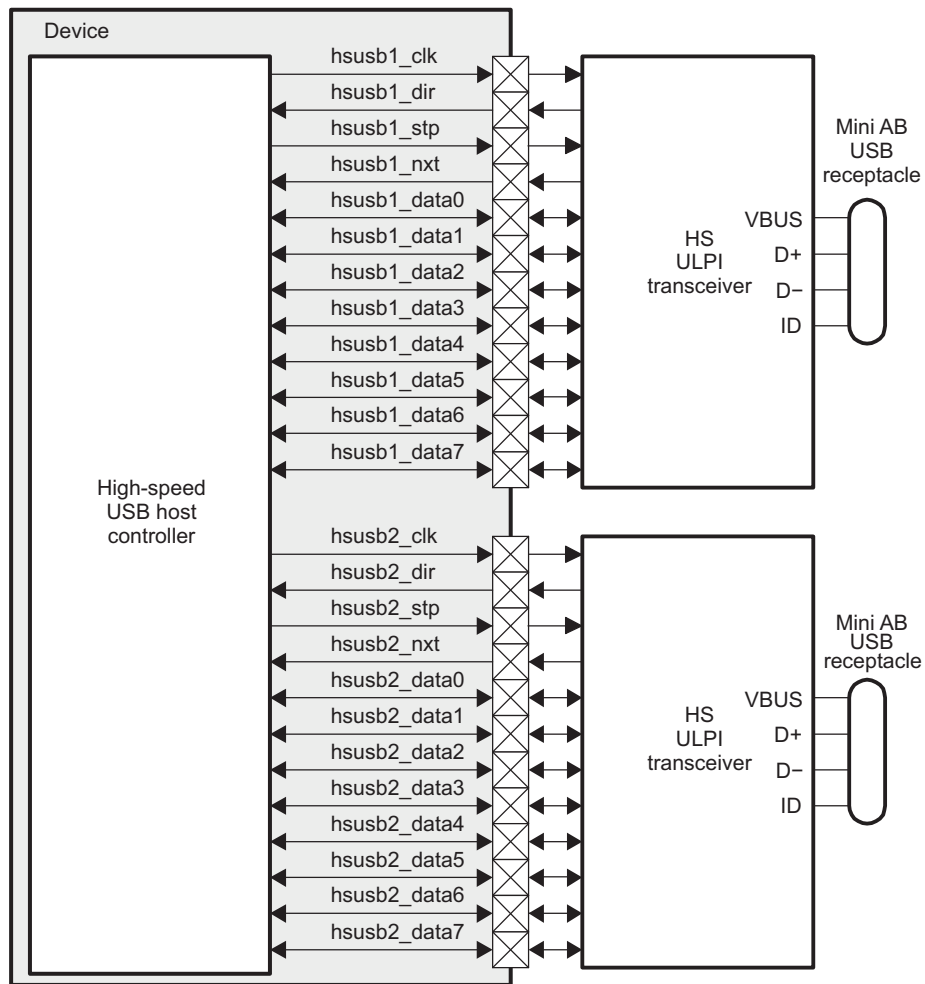 Device
hsusb1_clk
hsusb1_dir
hsusb1_stp
hsusb1_nxt
hsusb1_data0
hsusb1_data1
hsusb1_data2
hsusb1_data3
hsusb1_data4
hsusb1_data5
hsusb1_data6
hsusb1_data7
HS
ULPI
transceiver
VBUS
D+
D−
ID
Mini AB
USB
receptacle
High-speed
USB host
controller
hsusb2_clk
hsusb2_dir
hsusb2_stp
hsusb2_nxt
hsusb2_data0
hsusb2_data1
hsusb2_data2
hsusb2_data3
hsusb2_data4
hsusb2_data5
hsusb2_data6
hsusb2_data7
HS
ULPI
transceiver
VBUS
D+
D−
ID
Mini AB
USB
receptacle